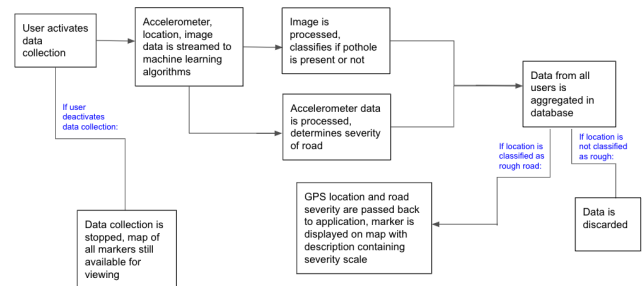 User activates
data
collection
Accelerometer,
location, image
data is streamed to
machine learning
algorithms
Image is
processed,
classifies if pothole
is present or not
Accelerometer data
is processed,
determines severity
of road
Data from all
users is
aggregated in
database
If user
deactivates
data collection:
If location is
classified as
rough road:
If location is
not classified
as rough:
Data collection is
stopped, map of
all markers still
available for
viewing
GPS location and road
severity are passed back
to application, marker is
displayed on map with
description containing
severity scale
Data is
discarded